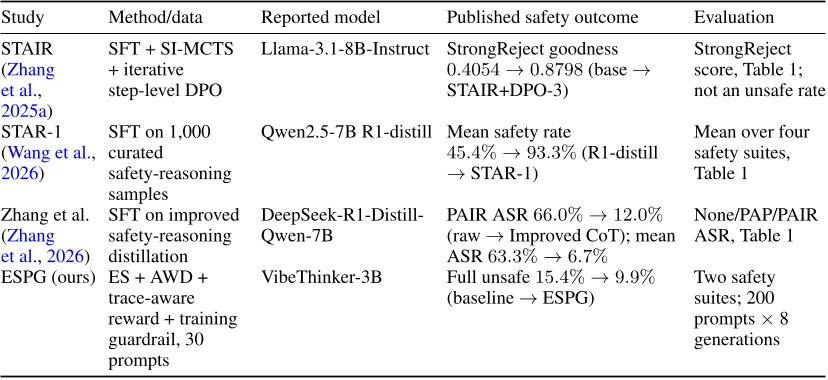 Study Method/data Reported model Published safety outcome Evaluation
STAIR SFT + SI-MCTS Llama-3.1-8B-Instruct StrongReject goodness StrongReject
(Zhang + iterative 0.4054 → 0.8798 (base → score, Table 1;
et al., step-level DPO STAIR+DPO-3) not an unsafe rate
2025a)
STAR-1 SFT on 1,000 Qwen2.5-7B R1-distill Mean safety rate Mean over four
(Wang et al., curated 45.4% → 93.3% (R1-distill safety suites,
2026) safety-reasoning → STAR-1) Table 1
samples
Zhang et al. SFT on improved DeepSeek-R1-Distill- PAIR ASR 66.0% → 12.0% None/PAP/PAIR
(Zhang safety-reasoning Qwen-7B (raw → Improved CoT); mean ASR, Table 1
et al., 2026) distillation ASR 63.3% → 6.7%
ESPG (ours) ES + AWD + VibeThinker-3B Full unsafe 15.4% → 9.9% Two safety
trace-aware (baseline → ESPG) suites; 200
reward + training prompts × 8
guardrail, 30 generations
prompts